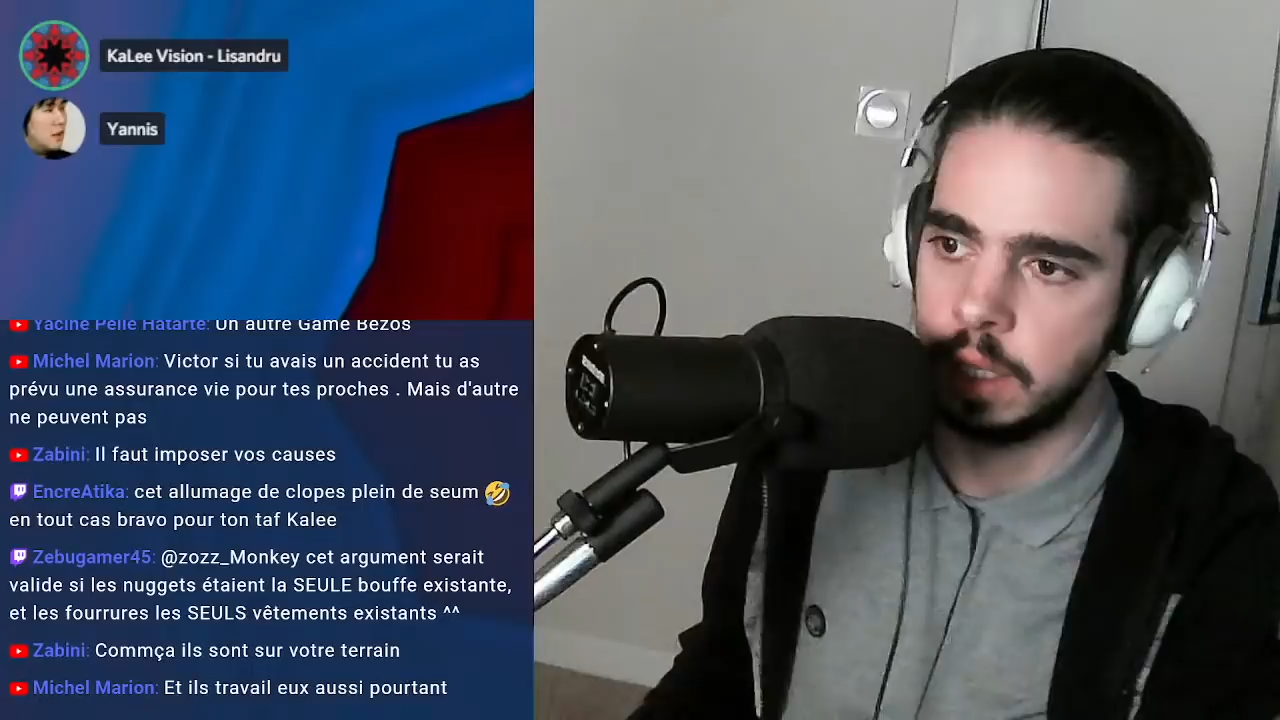 KaLee Vision - Lisandru
Yannis
Yacine Pelle Hatarte: Un autre Game Bezos
Michel Marion: Victor si tu avais un accident tu as
prévu une assurance vie pour tes proches . Mais d'autre
ne peuvent pas
Zabini: Il faut imposer vos causes
EncreAtika: cet allumage de clopes plein de seum 🤣
en tout cas bravo pour ton taf Kalee
Zebugamer45: @zozz_Monkey cet argument serait
valide si les nuggets étaient la SEULE bouffe existante,
et les fourrures les SEULS vêtements existants ^^
Zabini: Commça ils sont sur votre terrain
Michel Marion: Et ils travail eux aussi pourtant